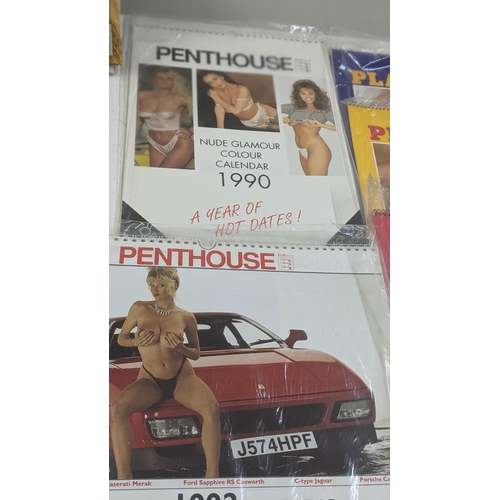 PENTHOUSE
NUDE GLAMOUR
COLOUR
CALENDAR
1990
A YEAR OF
HOT DATES!
PENTHOUSE
J574HPF
Ford Sapphire RS Cosworth
C-type Jaguar